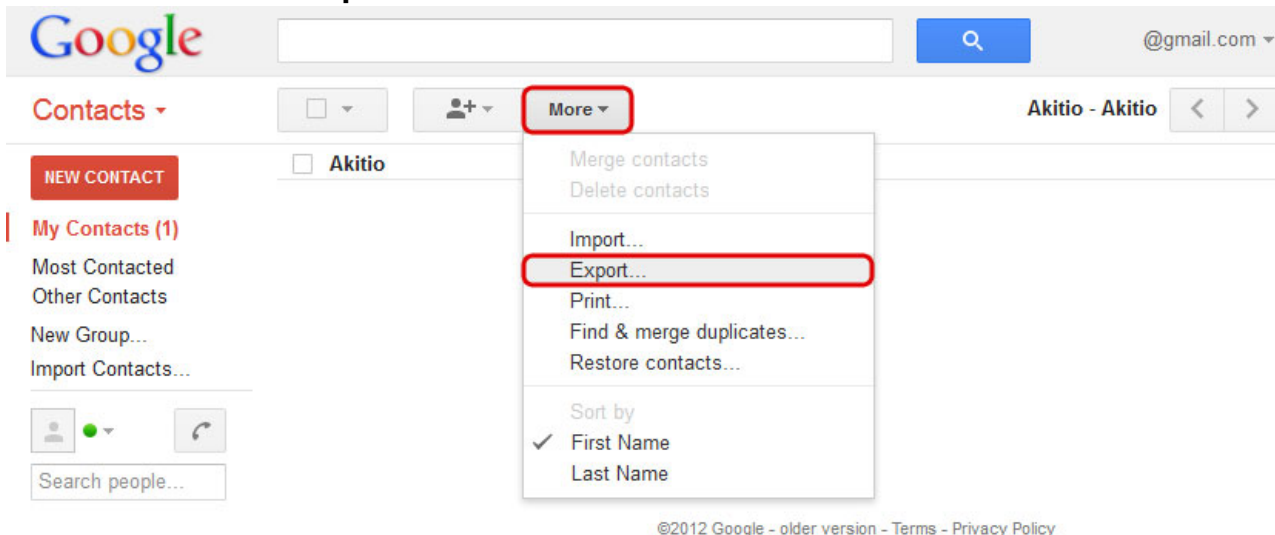 Google
@gmail.com
Contacts
More
Akitio - Akitio
NEW CONTACT
Akitio
My Contacts (1)
Most Contacted
Other Contacts
New Group...
Import Contacts...
Search people...
Merge contacts
Delete contacts
Import...
Export...
Print...
Find & merge duplicates...
Restore contacts...
Sort by
First Name
Last Name
©2012 Google - older version - Terms - Privacy Policy